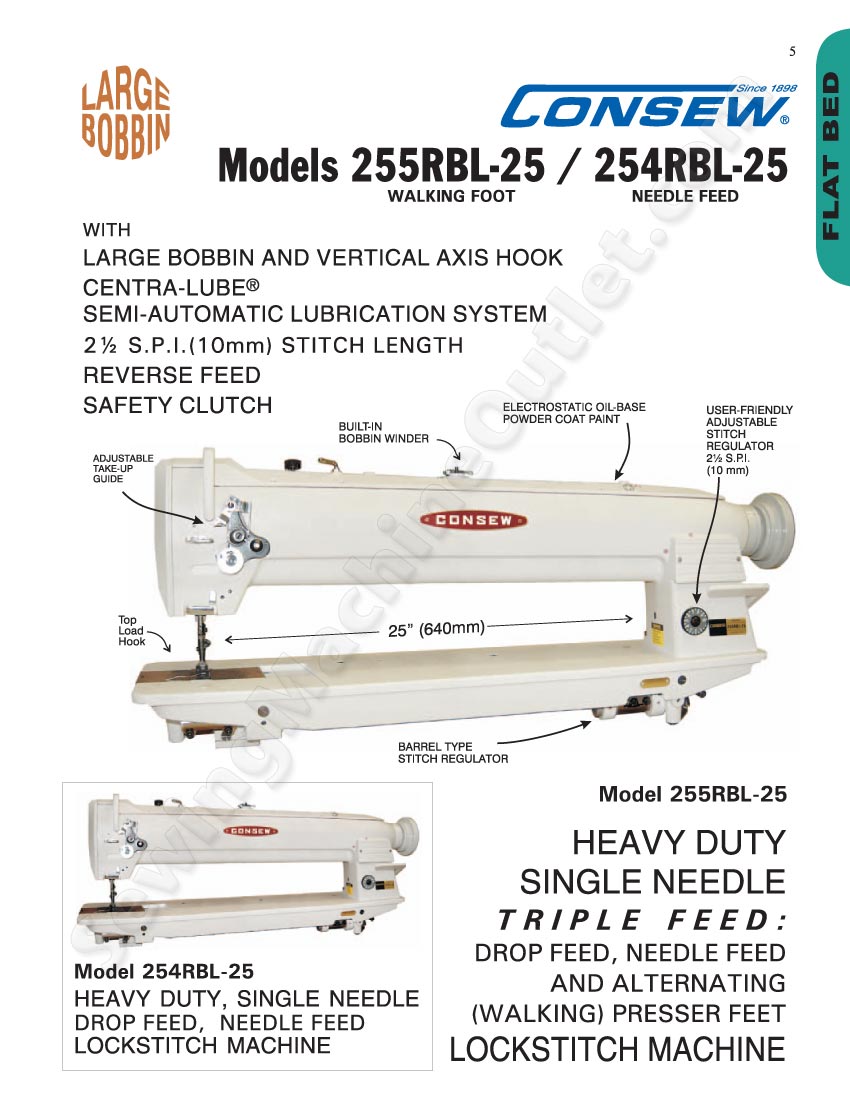 5
LARGE
BOBBIN
Since 1898
CONSEW®
FLAT BED
Models 255RBL-25 / 254RBL-25
WALKING FOOT
NEEDLE FEED
WITH
LARGE BOBBIN AND VERTICAL AXIS HOOK
CENTRA-LUBE®
SEMI-AUTOMATIC LUBRICATION SYSTEM
2½ S.P.I.(10mm) STITCH LENGTH
REVERSE FEED
SAFETY CLUTCH
ADJUSTABLE
TAKE-UP
GUIDE
BUILT-IN
BOBBIN WINDER
ELECTROSTATIC OIL-BASE
POWDER COAT PAINT
USER-FRIENDLY
ADJUSTABLE
STITCH
REGULATOR
2½ S.P.I.
(10 mm)
CONSEW
Top
Load
Hook
25” (640mm)
BARREL TYPE
STITCH REGULATOR
Model 255RBL-25
HEAVY DUTY
SINGLE NEEDLE
TRIPLE FEED:
DROP FEED, NEEDLE FEED
AND ALTERNATING
(WALKING) PRESSER FEET
LOCKSTITCH MACHINE
CONSEW
Model 254RBL-25
HEAVY DUTY, SINGLE NEEDLE
DROP FEED, NEEDLE FEED
LOCKSTITCH MACHINE
SewingMachineOutlet.com